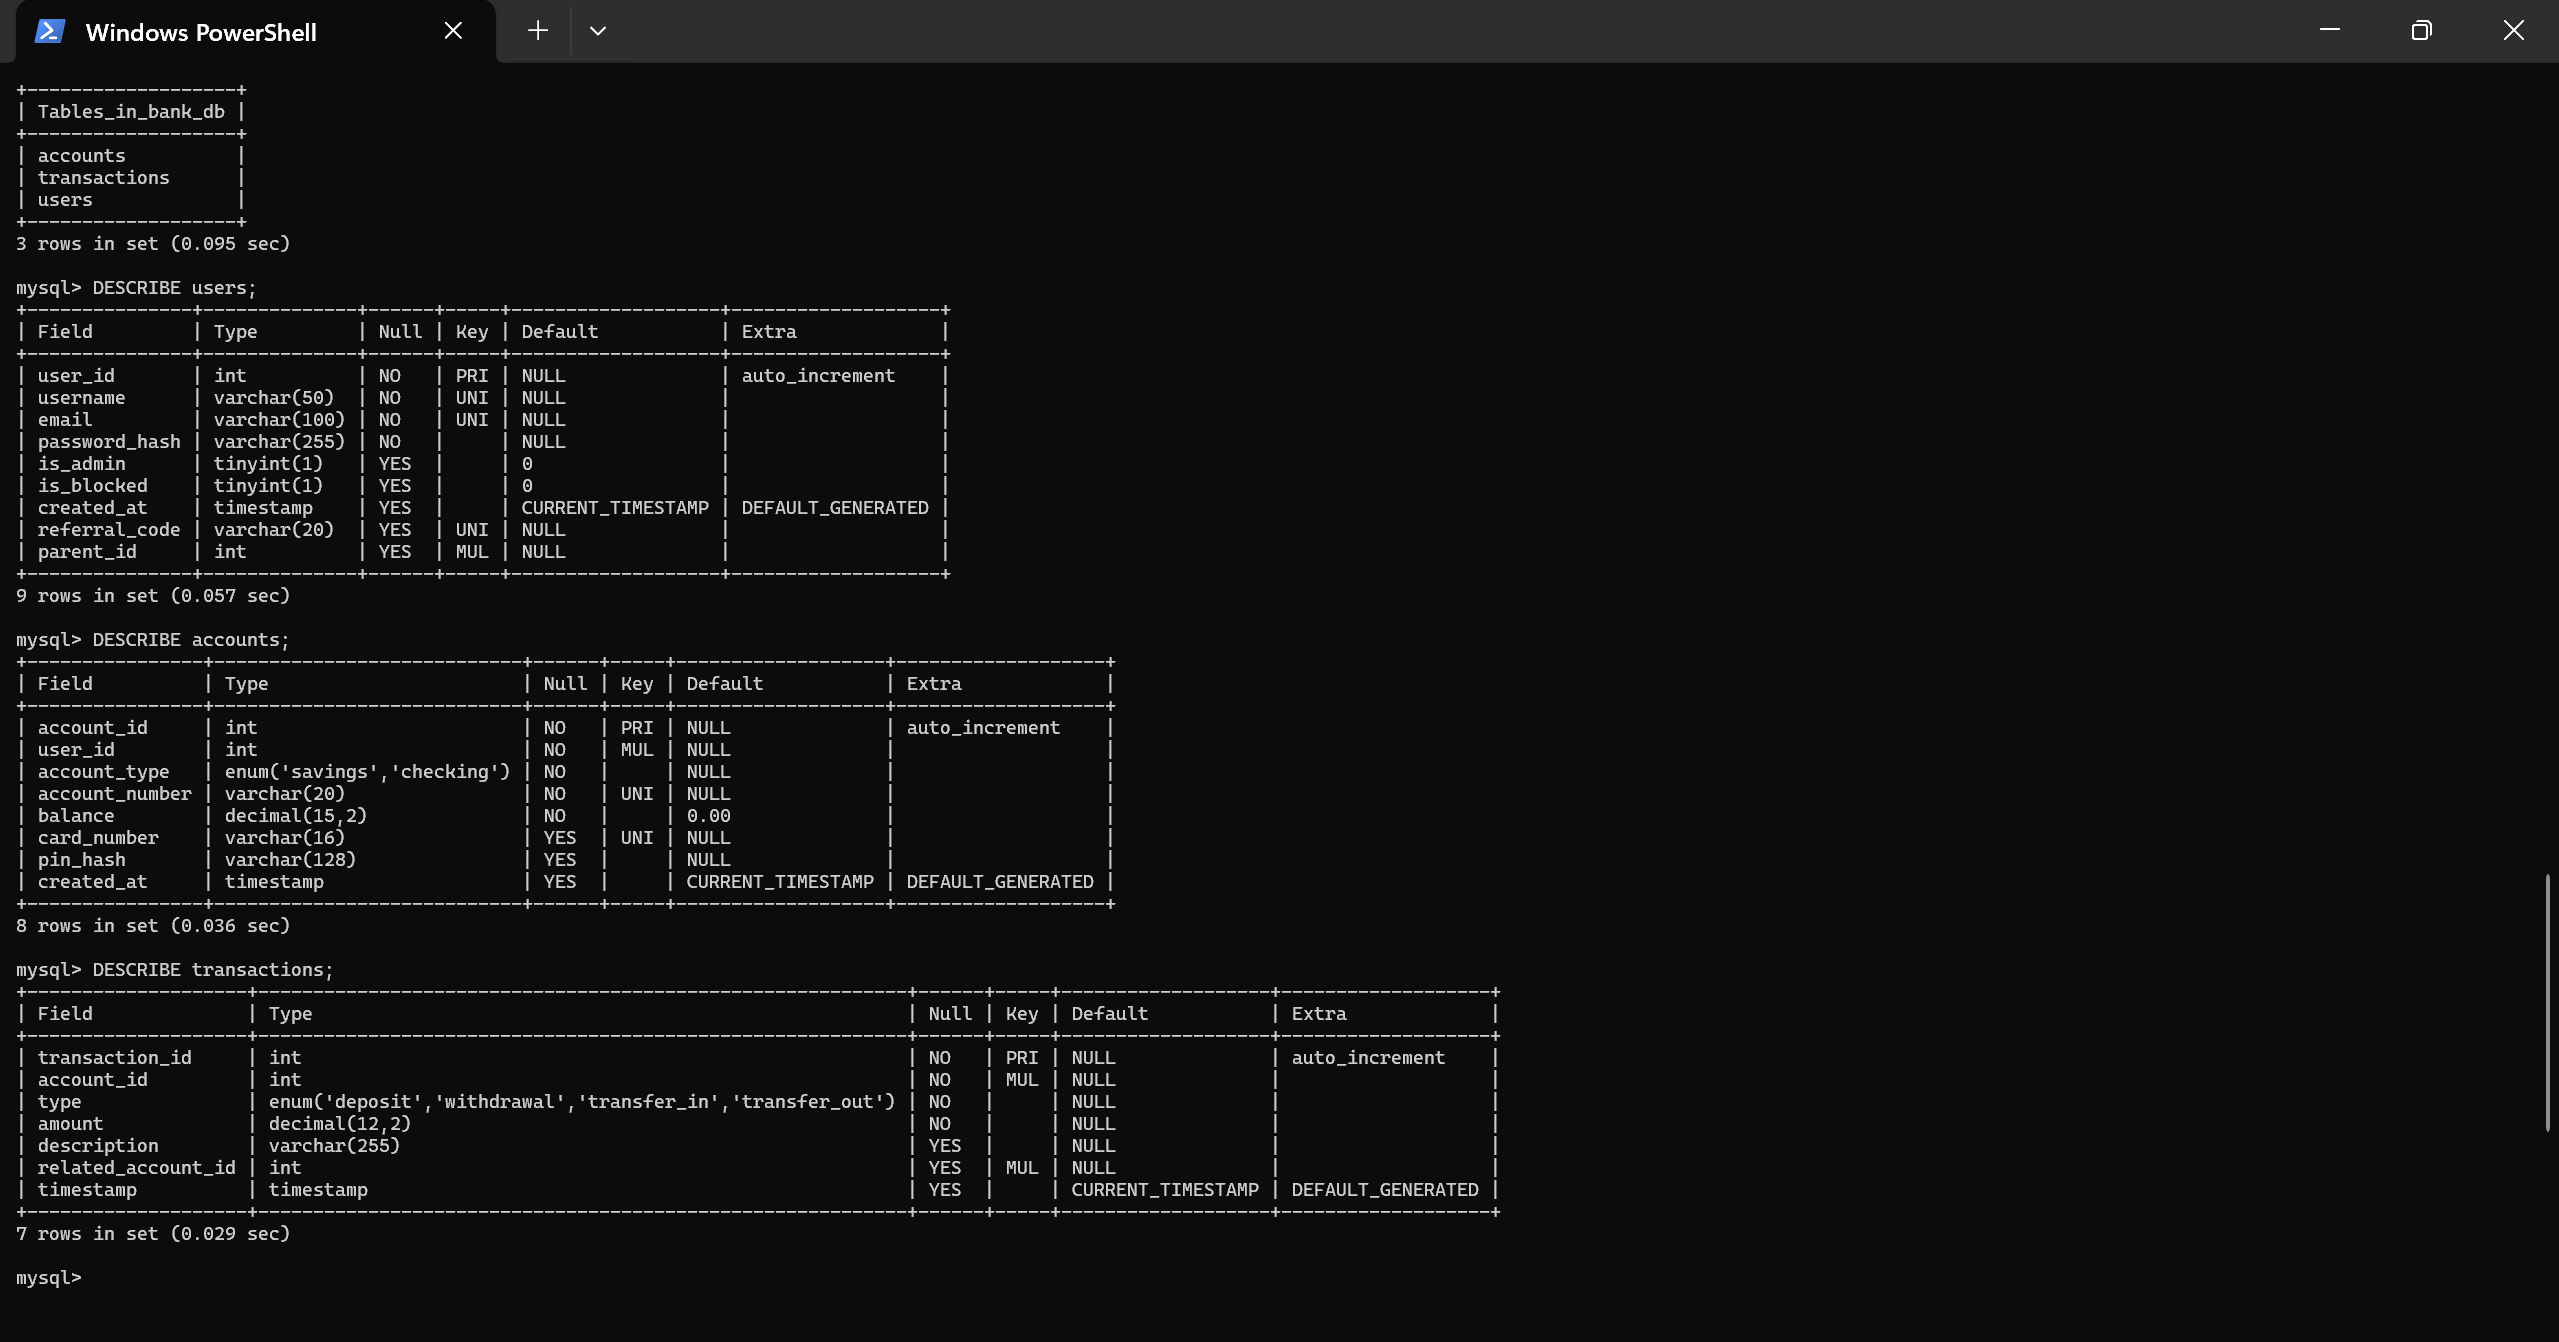 Windows PowerShell
+-------------------+
| Tables_in_bank_db |
+-------------------+
| accounts          |
| transactions      |
| users             |
+-------------------+
3 rows in set (0.095 sec)
mysql> DESCRIBE users;
+---------------+--------------+------+-----+-------------------+-------------------+
| Field         | Type         | Null | Key | Default           | Extra             |
+---------------+--------------+------+-----+-------------------+-------------------+
| user_id       | int          | NO   | PRI | NULL              | auto_increment    |
| username      | varchar(50)  | NO   | UNI | NULL              |                   |
| email         | varchar(100) | NO   | UNI | NULL              |                   |
| password_hash | varchar(255) | NO   |     | NULL              |                   |
| is_admin      | tinyint(1)   | YES  |     | 0                 |                   |
| is_blocked    | tinyint(1)   | YES  |     | 0                 |                   |
| created_at    | timestamp    | YES  |     | CURRENT_TIMESTAMP | DEFAULT_GENERATED |
| referral_code | varchar(20)  | YES  | UNI | NULL              |                   |
| parent_id     | int          | YES  | MUL | NULL              |                   |
+---------------+--------------+------+-----+-------------------+-------------------+
9 rows in set (0.057 sec)
mysql> DESCRIBE accounts;
+----------------+----------------------------+------+-----+-------------------+-------------------+
| Field          | Type                       | Null | Key | Default           | Extra             |
+----------------+----------------------------+------+-----+-------------------+-------------------+
| account_id     | int                        | NO   | PRI | NULL              | auto_increment    |
| user_id        | int                        | NO   | MUL | NULL              |                   |
| account_type   | enum('savings','checking') | NO   |     | NULL              |                   |
| account_number | varchar(20)                | NO   | UNI | NULL              |                   |
| balance        | decimal(15,2)              | NO   |     | 0.00              |                   |
| card_number    | varchar(16)                | YES  | UNI | NULL              |                   |
| pin_hash       | varchar(128)               | YES  |     | NULL              |                   |
| created_at     | timestamp                  | YES  |     | CURRENT_TIMESTAMP | DEFAULT_GENERATED |
+----------------+----------------------------+------+-----+-------------------+-------------------+
8 rows in set (0.036 sec)
mysql> DESCRIBE transactions;
+--------------------+-----------------------------------------------------------+------+-----+-------------------+-------------------+
| Field              | Type                                                      | Null | Key | Default           | Extra             |
+--------------------+-----------------------------------------------------------+------+-----+-------------------+-------------------+
| transaction_id     | int                                                       | NO   | PRI | NULL              | auto_increment    |
| account_id         | int                                                       | NO   | MUL | NULL              |                   |
| type               | enum('deposit','withdrawal','transfer_in','transfer_out') | NO   |     | NULL              |                   |
| amount             | decimal(12,2)                                             | NO   |     | NULL              |                   |
| description        | varchar(255)                                              | YES  |     | NULL              |                   |
| related_account_id | int                                                       | YES  | MUL | NULL              |                   |
| timestamp          | timestamp                                                 | YES  |     | CURRENT_TIMESTAMP | DEFAULT_GENERATED |
+--------------------+-----------------------------------------------------------+------+-----+-------------------+-------------------+
7 rows in set (0.029 sec)
mysql>